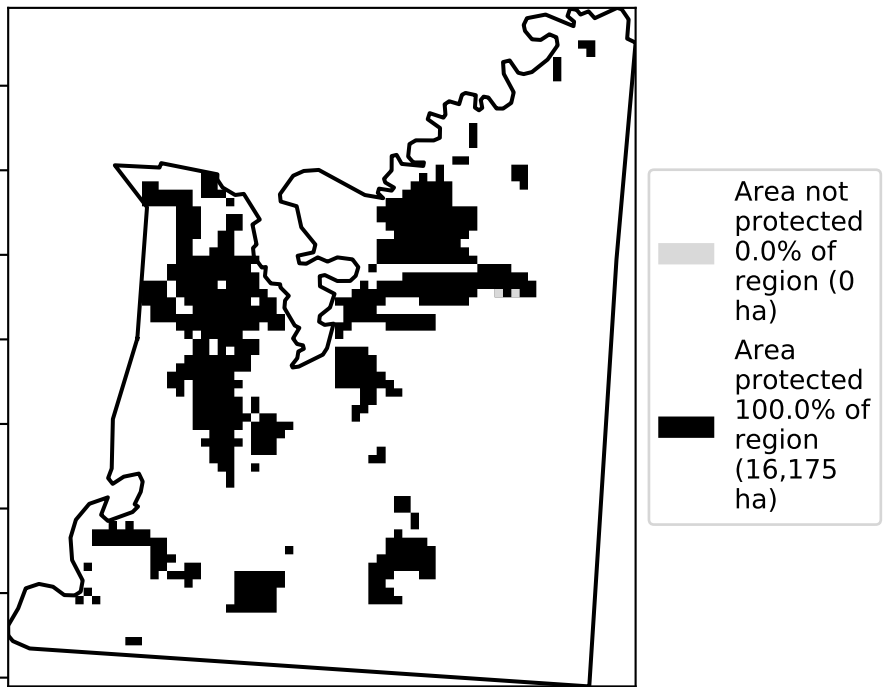 Area not
protected
0.0% of
region (0
ha)
Area
protected
100.0% of
region
(16,175
ha)